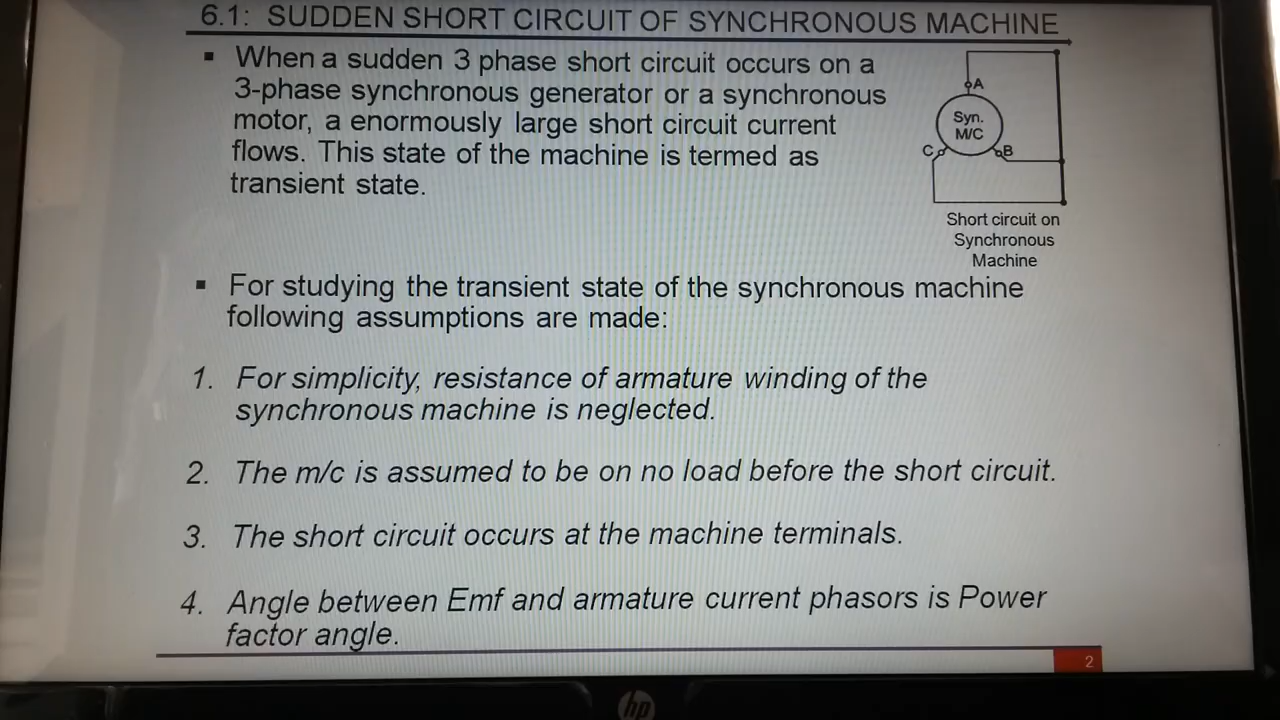 6.1: SUDDEN SHORT CIRCUIT OF SYNCHRONOUS MACHINE
▪ When a sudden 3 phase short circuit occurs on a
3-phase synchronous generator or a synchronous
motor, a enormously large short circuit current
flows. This state of the machine is termed as
transient state.
A
Syn.
M/C
C
B
Short circuit on
Synchronous
Machine
▪ For studying the transient state of the synchronous machine
following assumptions are made:
1. For simplicity, resistance of armature winding of the
synchronous machine is neglected.
2. The m/c is assumed to be on no load before the short circuit.
3. The short circuit occurs at the machine terminals.
4. Angle between Emf and armature current phasors is Power
factor angle.
2
hp